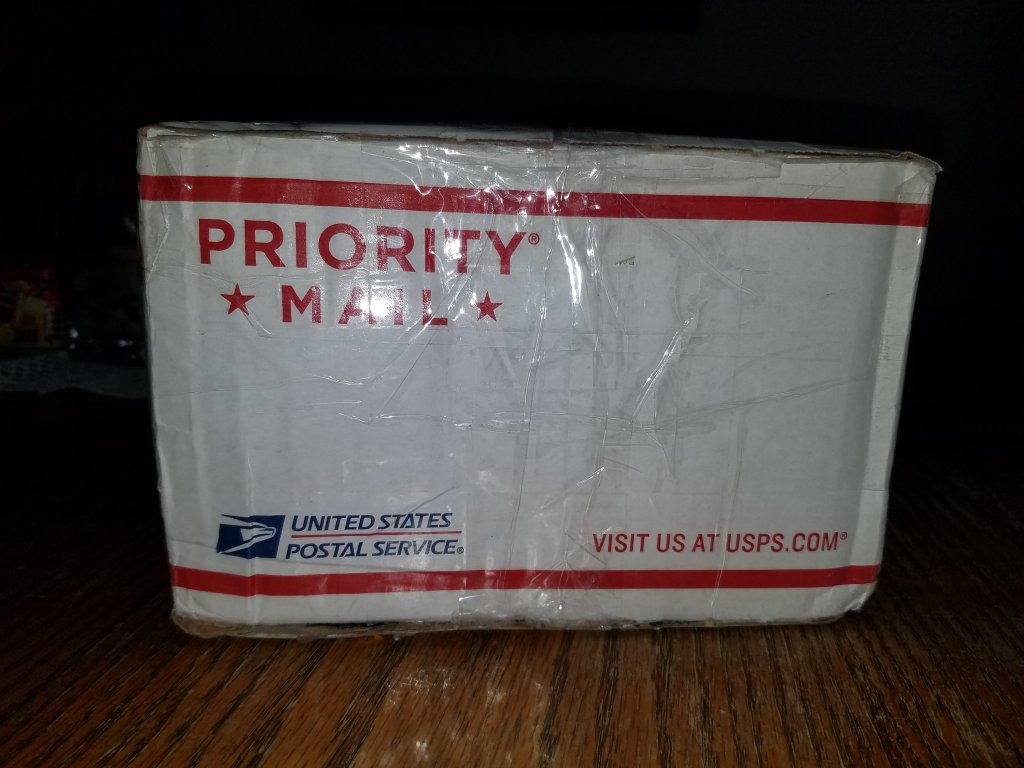 PRIORITY®
★ MAIL ★
UNITED STATES
POSTAL SERVICE®
VISIT US AT USPS.COM®